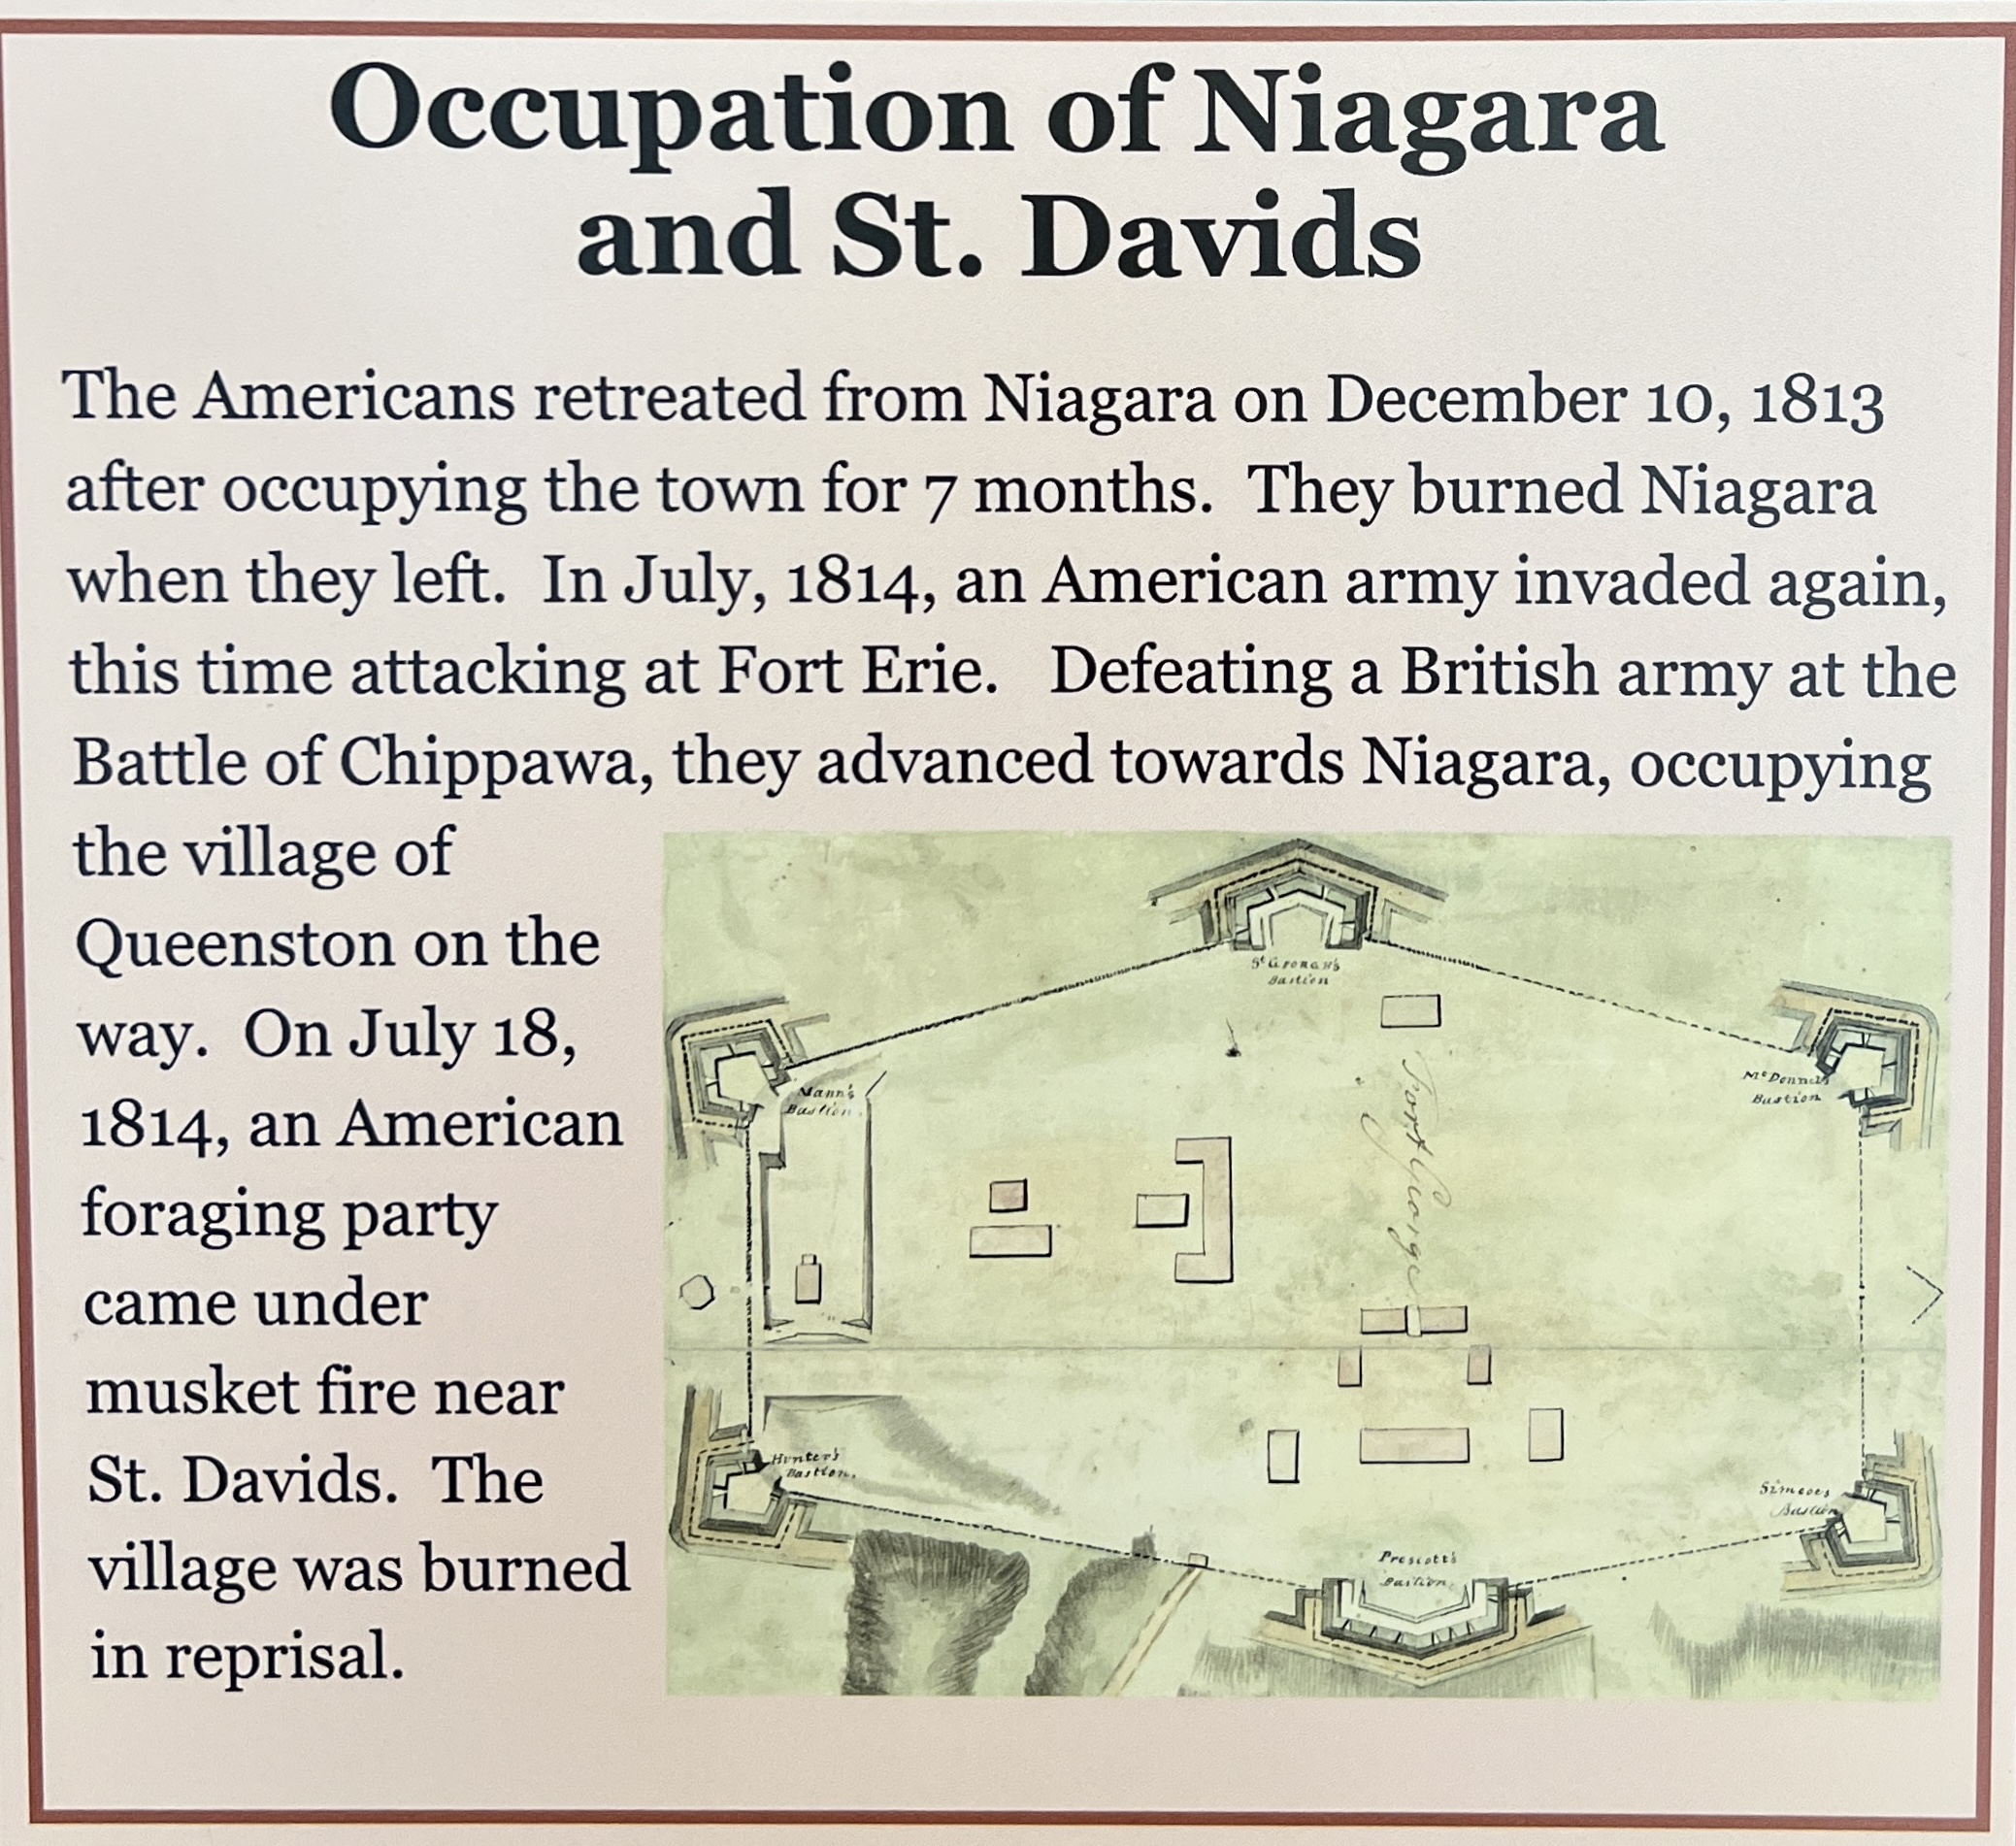 Occupation of Niagara
and St. Davids
The Americans retreated from Niagara on December 10, 1813
after occupying the town for 7 months.  They burned Niagara
when they left.  In July, 1814, an American army invaded again,
this time attacking at Fort Erie.   Defeating a British army at the
Battle of Chippawa, they advanced towards Niagara, occupying
the village of
Queenston on the
way.  On July 18,
1814, an American
foraging party
came under
musket fire near
St. Davids.  The
village was burned
in reprisal.
St George's
Bastion
Mann's
Bastion.
McDonnels
Bastion
Fort George
Hunter's
Bastion.
Simcoes
Bastion
Prescott's
Bastion.